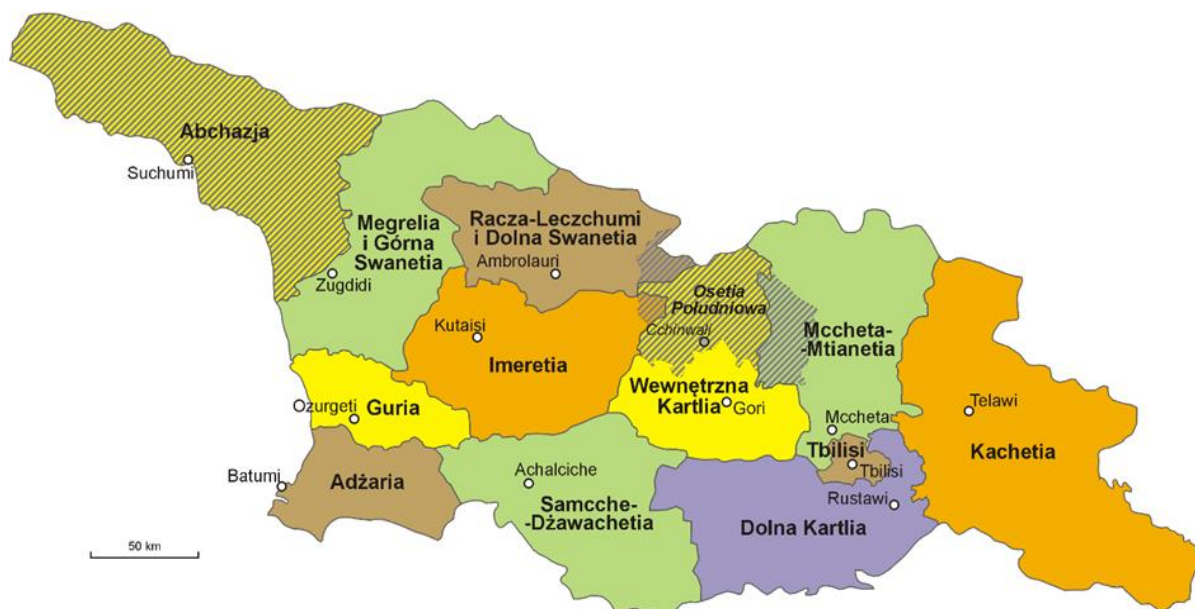 Abchazja
Suchumi
Megrelia
i Górna
Swanetia
Zugdidi
Racza-Leczchumi
i Dolna Swanetia
Ambrolauri
Osetia
Południowa
Cchinwali
Mccheta-
-Mtianetia
Mccheta
Kutaisi
Imeretia
Wewnętrzna
Kartlia
Gori
Telawi
Kachetia
Ozurgeti
Guria
Tbilisi
Tbilisi
Batumi
Adżaria
Achalciche
Samcche-
-Dżawachetia
Rustawi
Dolna Kartlia
50 km